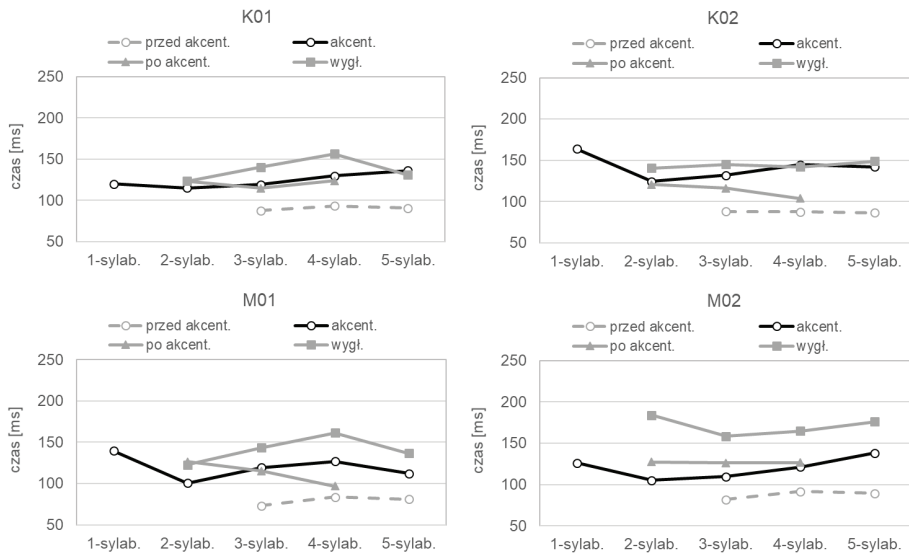 K01
przed akcent. akcent.
po akcent. wygł.
czas [ms]
250
200
150
100
50
1-sylab. 2-sylab. 3-sylab. 4-sylab. 5-sylab.
K02
przed akcent. akcent.
po akcent. wygł.
czas [ms]
250
200
150
100
50
1-sylab. 2-sylab. 3-sylab. 4-sylab. 5-sylab.
M01
przed akcent. akcent.
po akcent. wygł.
czas [ms]
250
200
150
100
50
1-sylab. 2-sylab. 3-sylab. 4-sylab. 5-sylab.
M02
przed akcent. akcent.
po akcent. wygł.
czas [ms]
250
200
150
100
50
1-sylab. 2-sylab. 3-sylab. 4-sylab. 5-sylab.